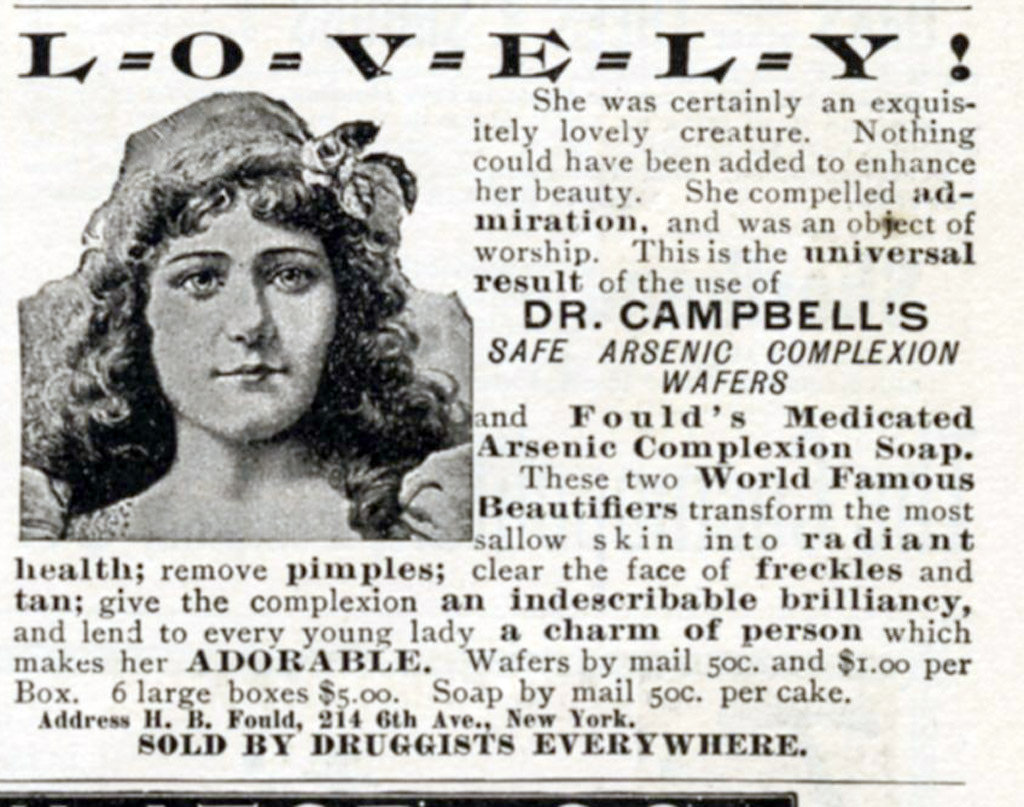 L=O=V=E=L=Y!
She was certainly an exquis-
itely lovely creature. Nothing
could have been added to enhance
her beauty. She compelled ad-
miration, and was an object of
worship. This is the universal
result of the use of
DR. CAMPBELL'S
SAFE ARSENIC COMPLEXION
WAFERS
and Fould's Medicated
Arsenic Complexion Soap.
These two World Famous
Beautifiers transform the most
sallow skin into radiant
health; remove pimples; clear the face of freckles and
tan; give the complexion an indescribable brilliancy,
and lend to every young lady a charm of person which
makes her ADORABLE. Wafers by mail 50c. and $1.00 per
Box. 6 large boxes $5.00. Soap by mail 50c. per cake.
Address H. B. Fould, 214 6th Ave., New York.
SOLD BY DRUGGISTS EVERYWHERE.